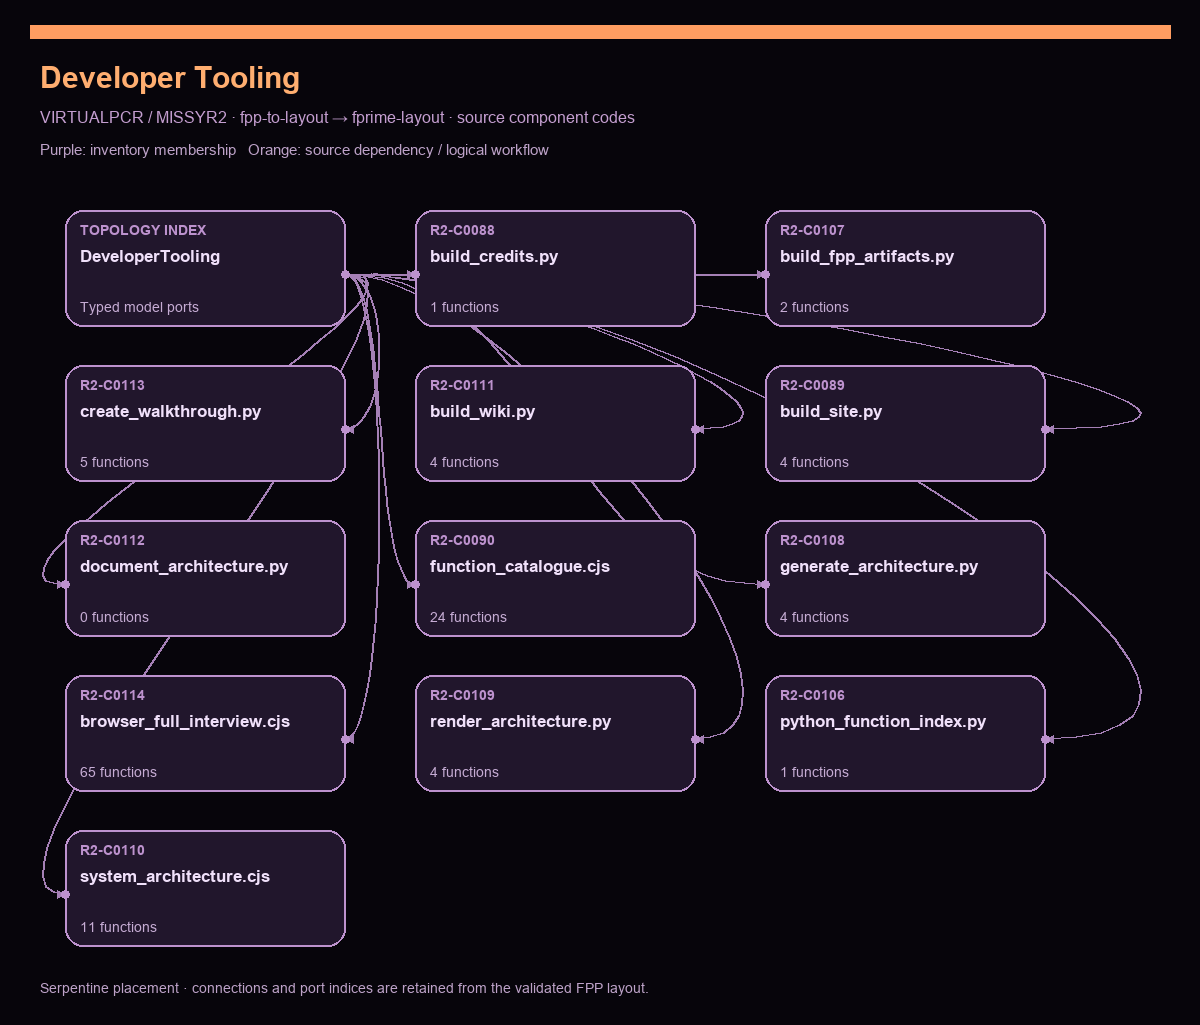 Developer Tooling
VIRTUALPCR / MISSYR2 · fpp-to-layout → fprime-layout · source component codes
Purple: inventory membership   Orange: source dependency / logical workflow
TOPOLOGY INDEX
DeveloperTooling
Typed model ports
R2-C0088
build_credits.py
1 functions
R2-C0107
build_fpp_artifacts.py
2 functions
R2-C0113
create_walkthrough.py
5 functions
R2-C0111
build_wiki.py
4 functions
R2-C0089
build_site.py
4 functions
R2-C0112
document_architecture.py
0 functions
R2-C0090
function_catalogue.cjs
24 functions
R2-C0108
generate_architecture.py
4 functions
R2-C0114
browser_full_interview.cjs
65 functions
R2-C0109
render_architecture.py
4 functions
R2-C0106
python_function_index.py
1 functions
R2-C0110
system_architecture.cjs
11 functions
Serpentine placement · connections and port indices are retained from the validated FPP layout.